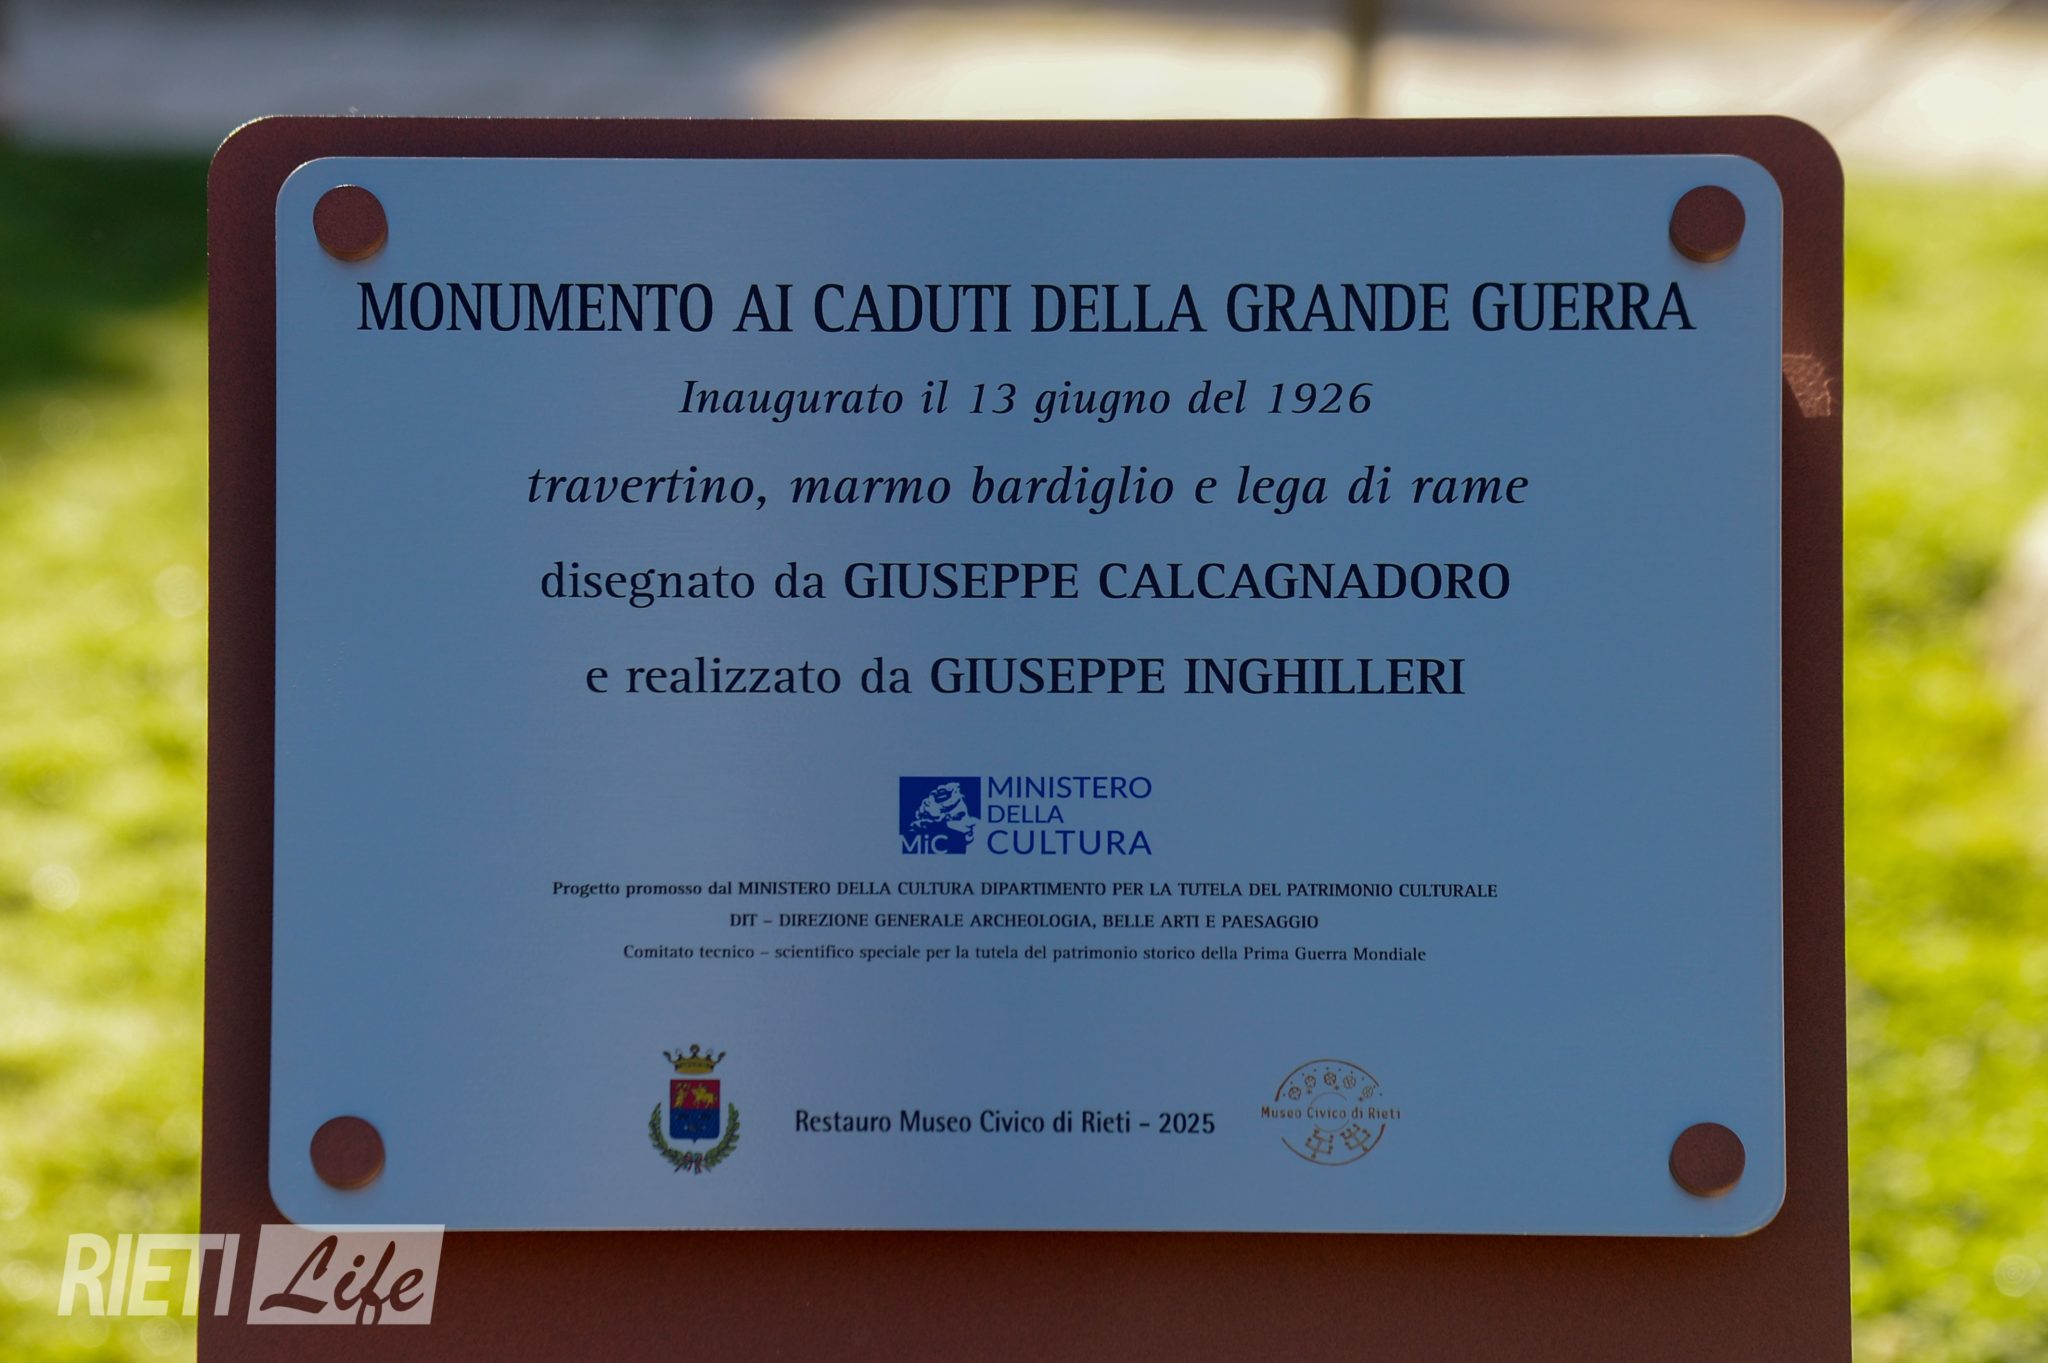 MONUMENTO AI CADUTI DELLA GRANDE GUERRA
Inaugurato il 13 giugno del 1926
travertino, marmo bardiglio e lega di rame
disegnato da GIUSEPPE CALCAGNADORO
e realizzato da GIUSEPPE INGHILLERI
MiC
MINISTERO
DELLA
CULTURA
Progetto promosso dal MINISTERO DELLA CULTURA DIPARTIMENTO PER LA TUTELA DEL PATRIMONIO CULTURALE
DIT – DIREZIONE GENERALE ARCHEOLOGIA, BELLE ARTI E PAESAGGIO
Comitato tecnico – scientifico speciale per la tutela del patrimonio storico della Prima Guerra Mondiale
Restauro Museo Civico di Rieti - 2025
Museo Civico di Rieti
RIETI Life